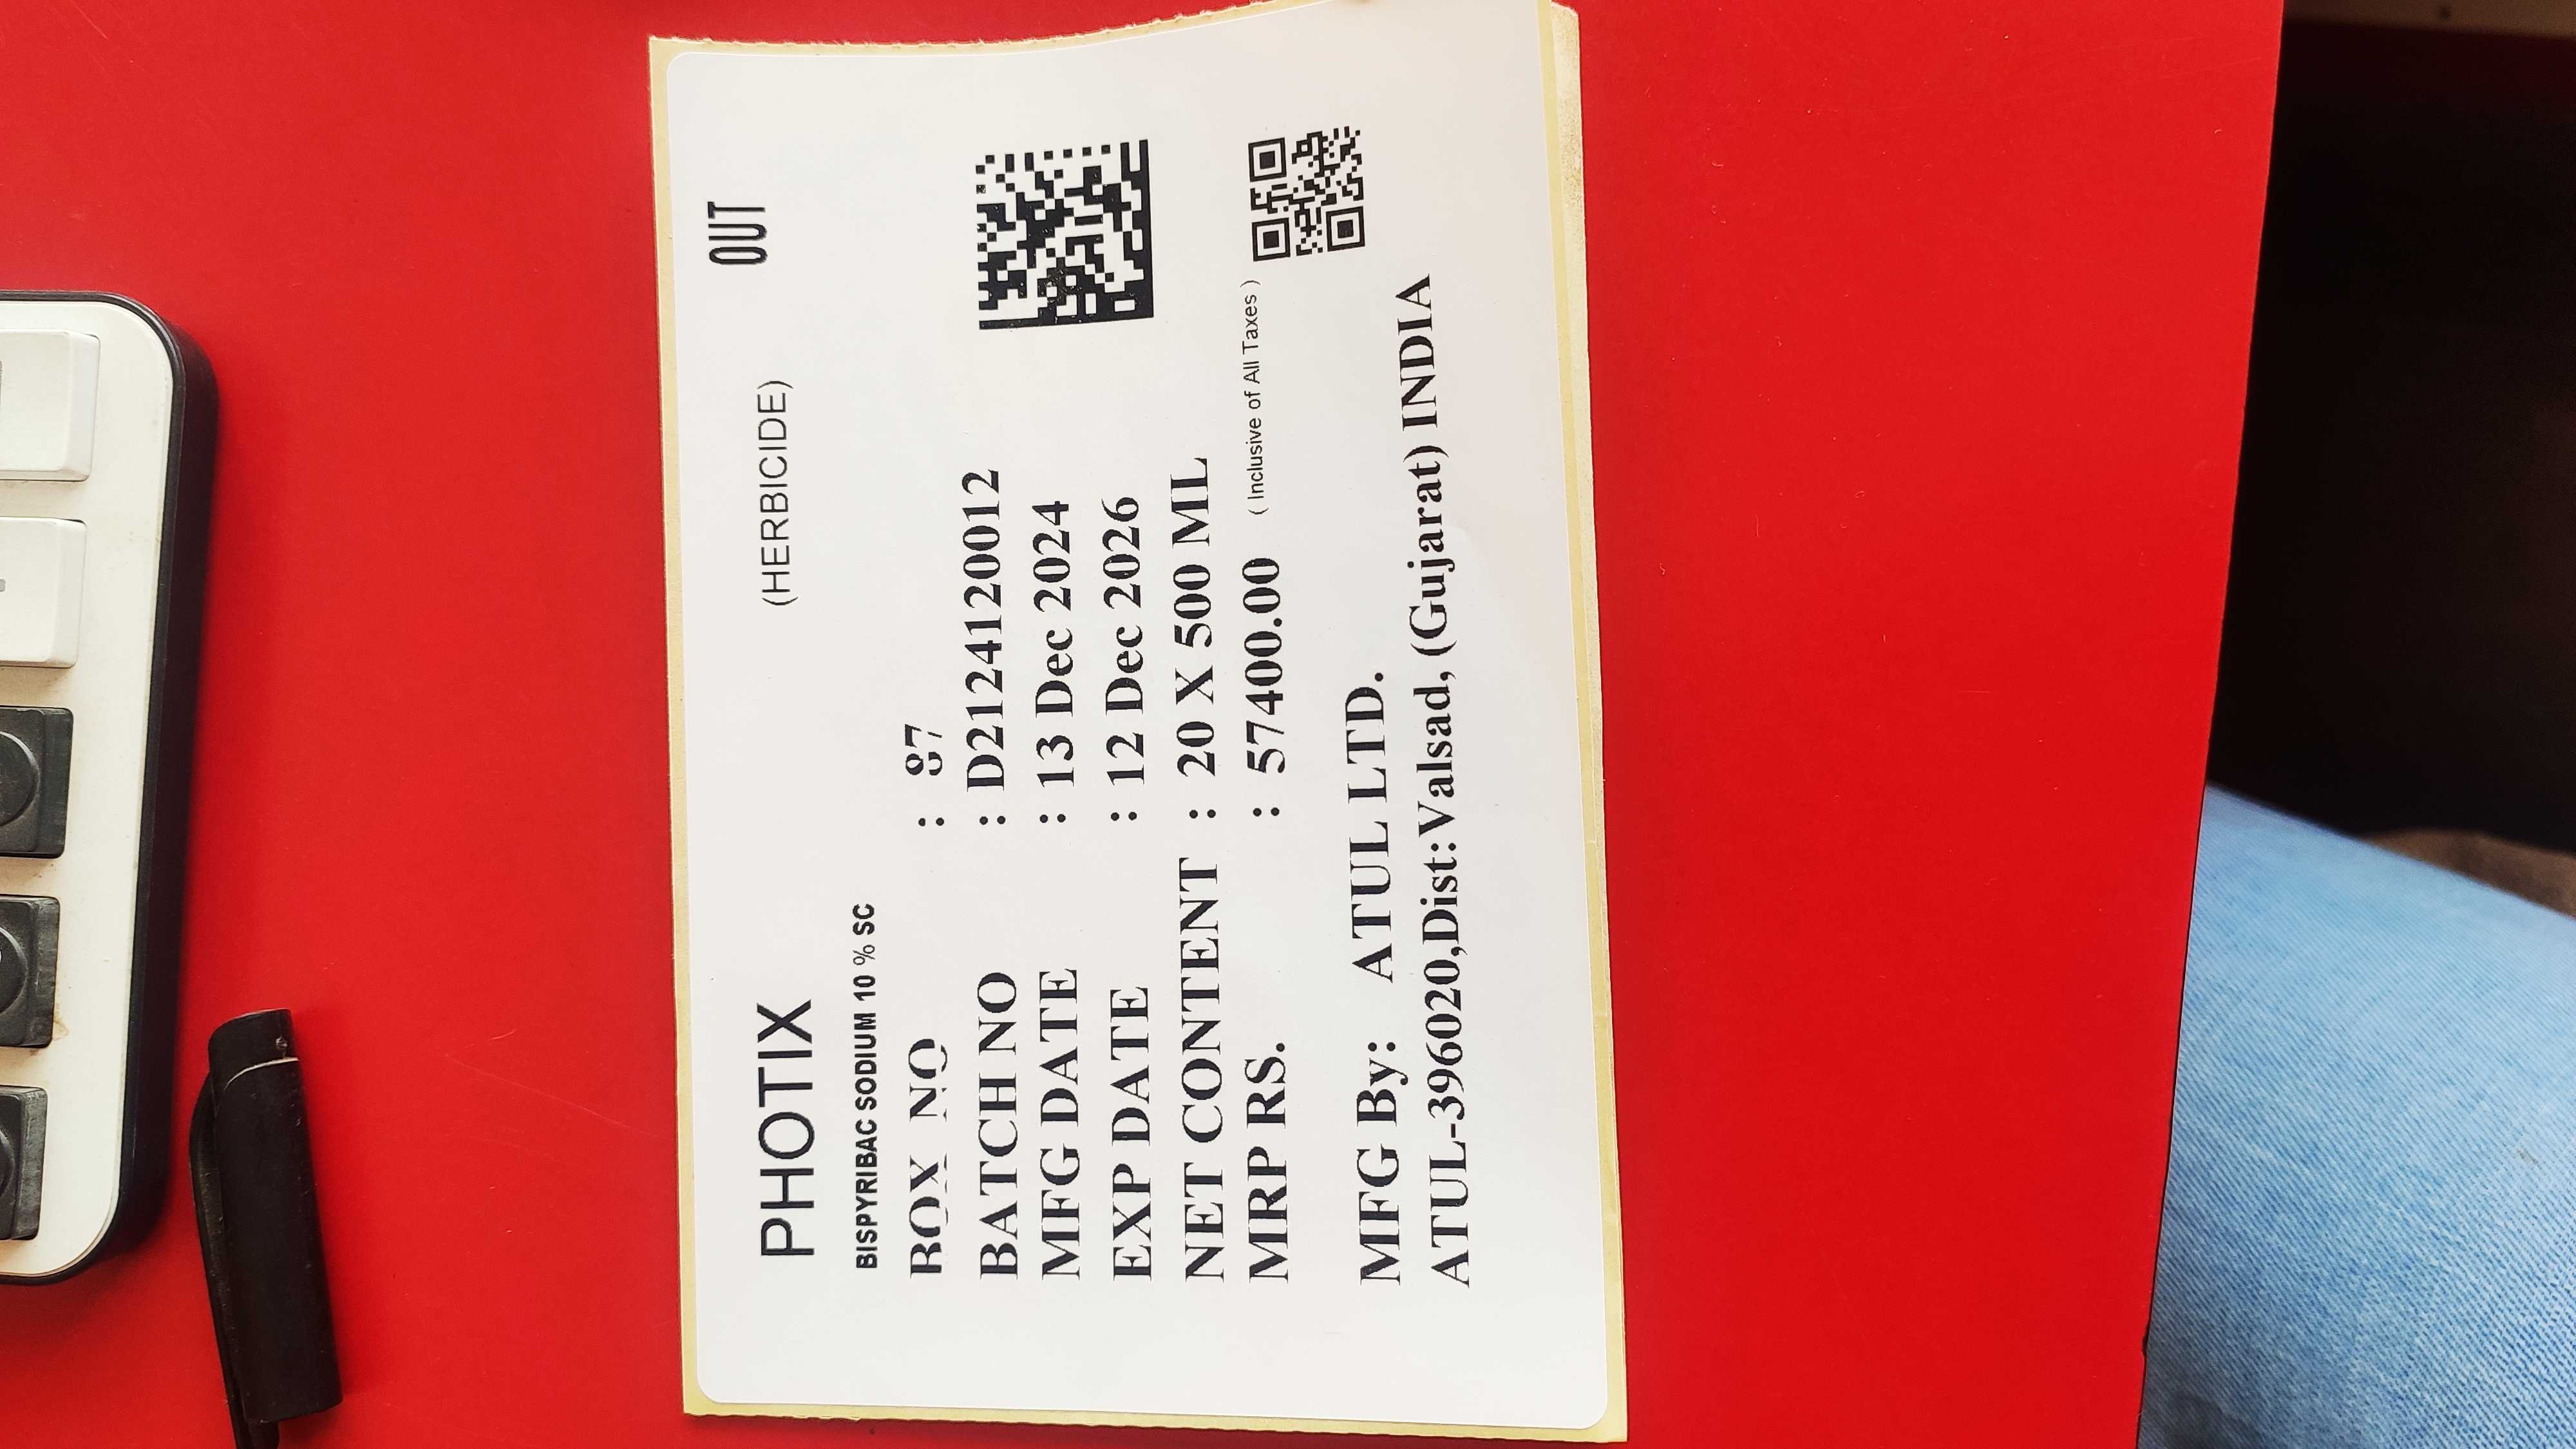 OUT
PHOTIX (HERBICIDE)
BISPYRIBAC SODIUM 10 % SC
BOX NO : 87
BATCH NO : D2124120012
MFG DATE : 13 Dec 2024
EXP DATE : 12 Dec 2026
NET CONTENT : 20 X 500 ML
MRP RS. : 57400.00 ( Inclusive of All Taxes )
MFG By: ATUL LTD.
ATUL-396020,Dist: Valsad, (Gujarat) INDIA